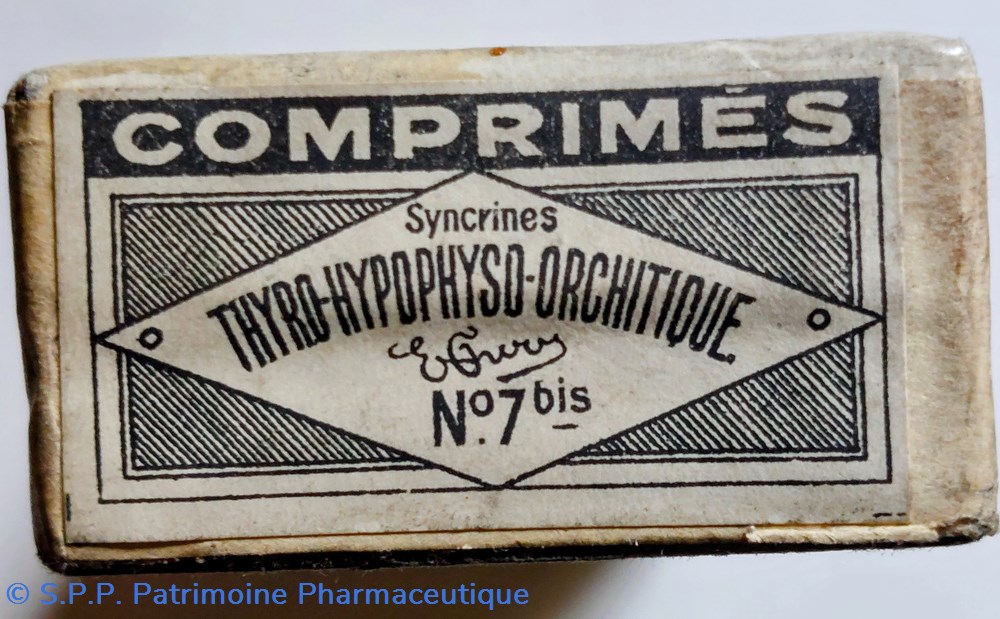 COMPRIMÉS
Syncrines
THYRO-HYPOPHYSO-ORCHITIQUE
No. 7 bis
© S.P.P. Patrimoine Pharmaceutique